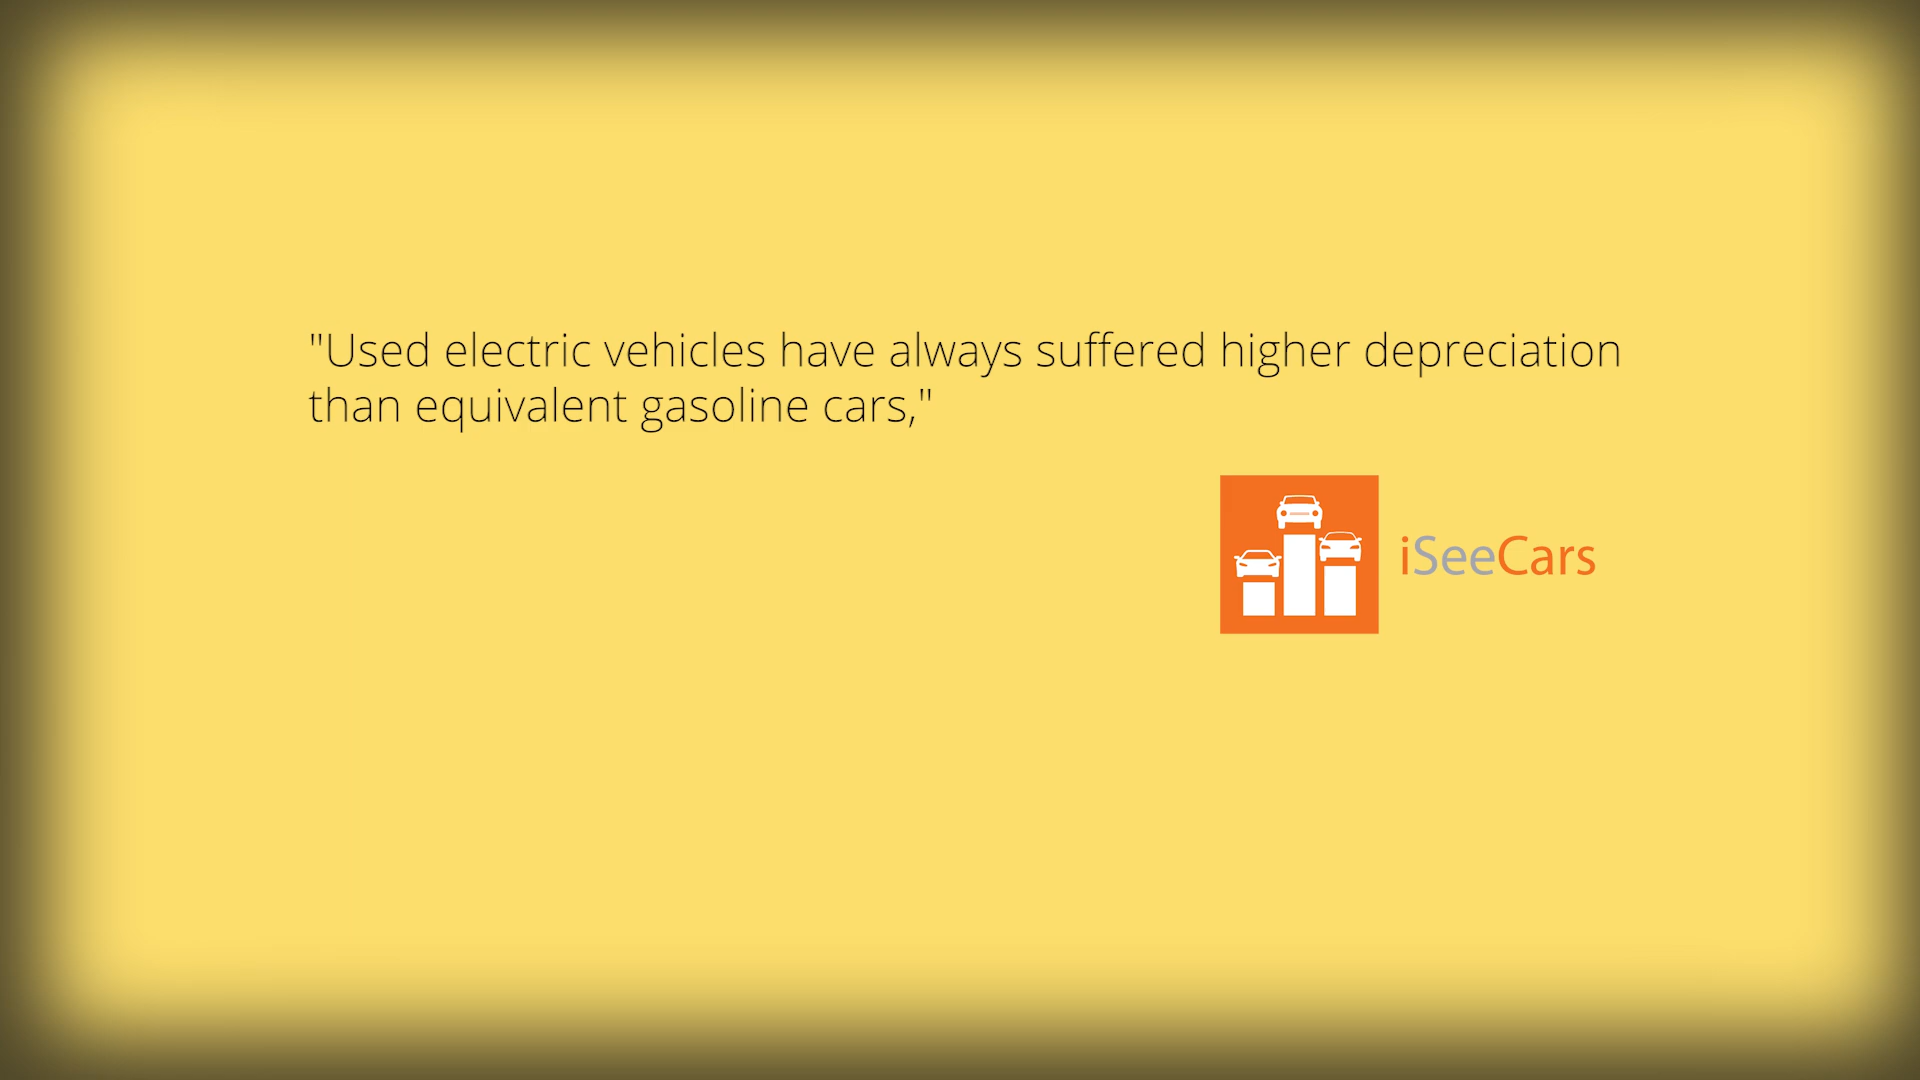 "Used electric vehicles have always suffered higher depreciation
than equivalent gasoline cars,"
iSeeCars